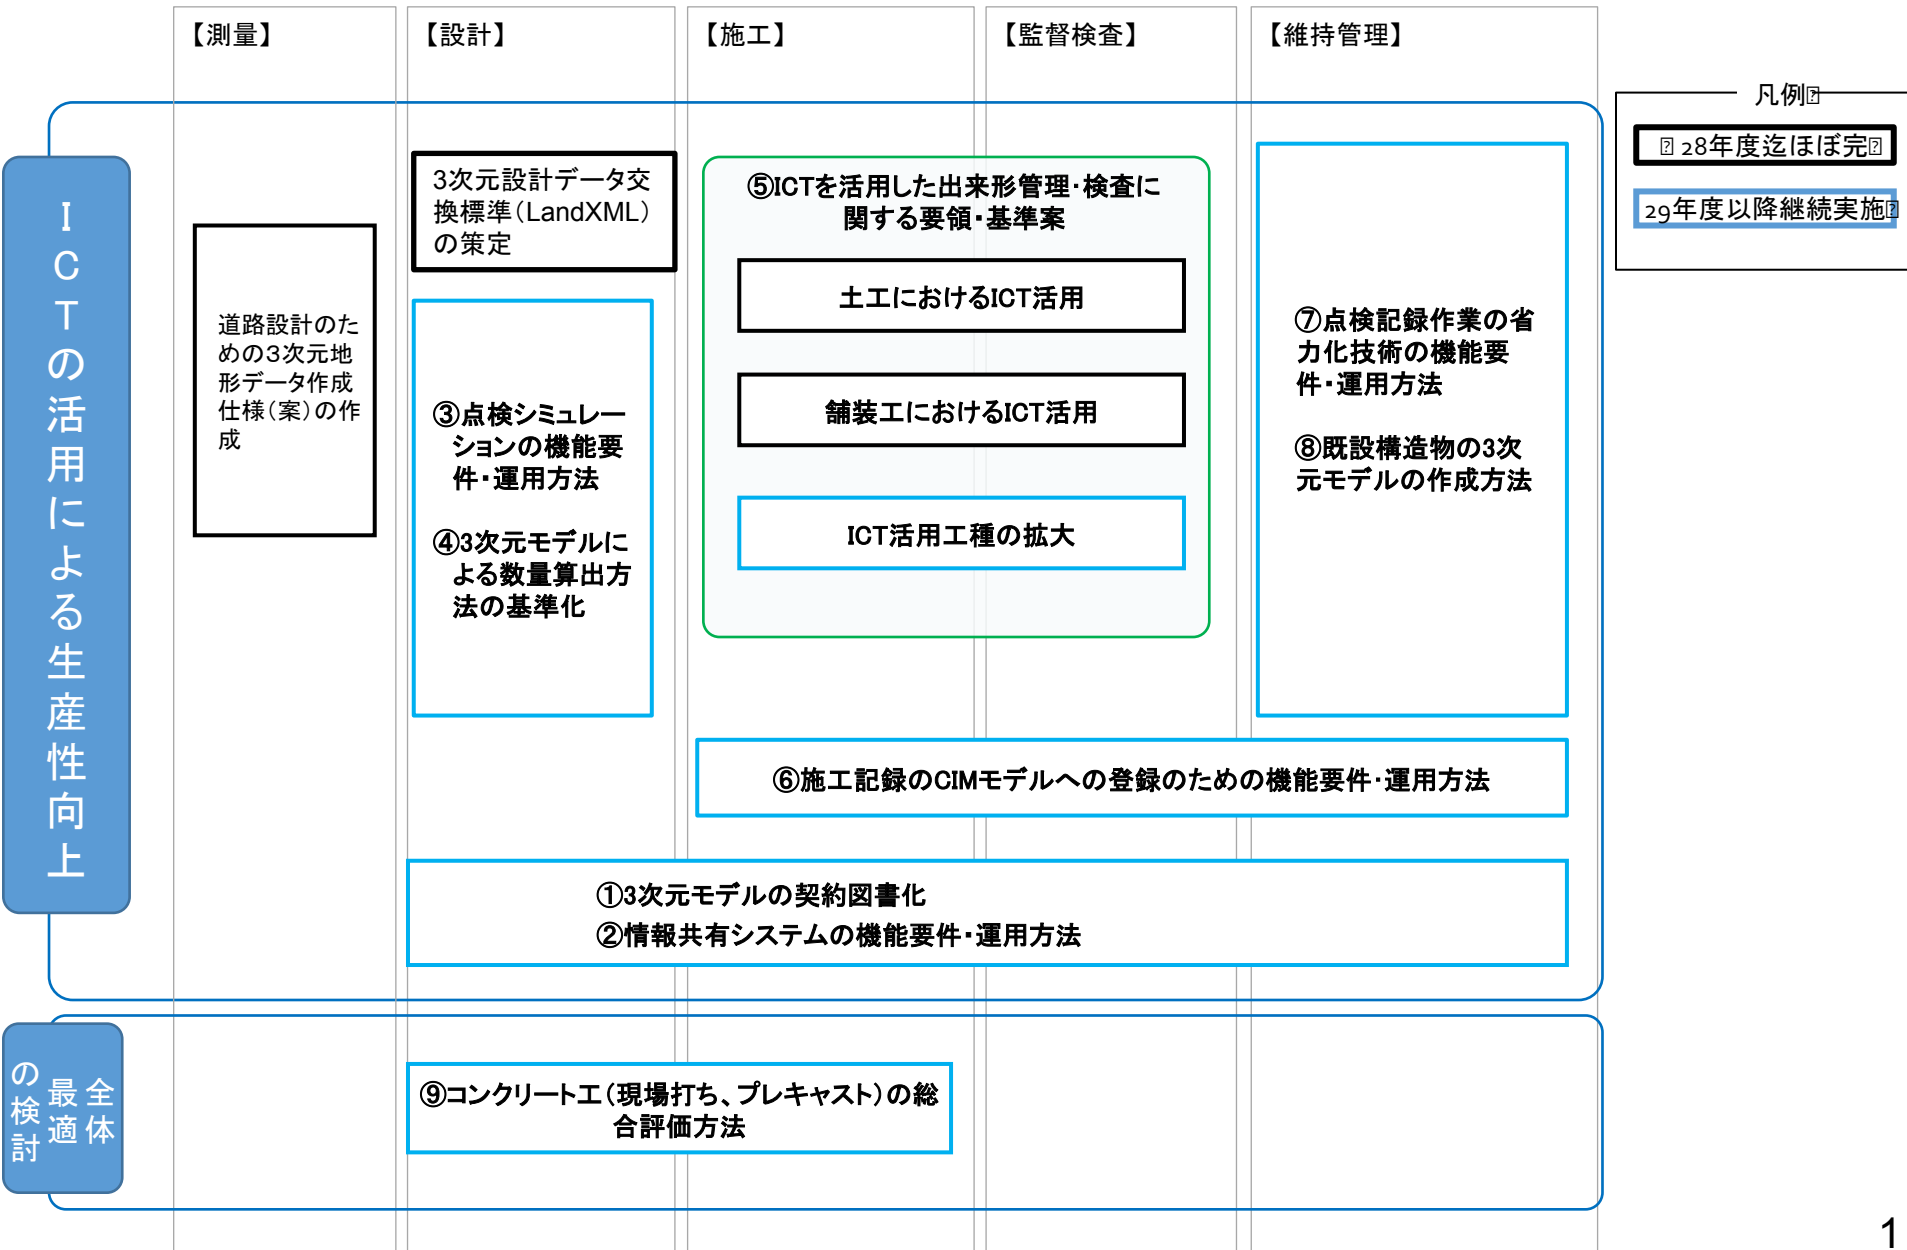 【測量】
【設計】
【施工】
【監督検査】
【維持管理】
凡例
28年度迄ほぼ完
29年度以降継続実施
ICTの活用による生産性向上
道路設計のた
めの3次元地
形データ作成
仕様（案）の作
成
3次元設計データ交
換標準（LandXML）
の策定
③点検シミュレー
ションの機能要
件・運用方法
④3次元モデルに
よる数量算出方
法の基準化
⑤ICTを活用した出来形管理・検査に
関する要領・基準案
土工におけるICT活用
舗装工におけるICT活用
ICT活用工種の拡大
⑦点検記録作業の省
力化技術の機能要
件・運用方法
⑧既設構造物の3次
元モデルの作成方法
⑥施工記録のCIMモデルへの登録のための機能要件・運用方法
①3次元モデルの契約図書化
②情報共有システムの機能要件・運用方法
全体
最適
の検討
⑨コンクリート工（現場打ち、プレキャスト）の総
合評価方法
1